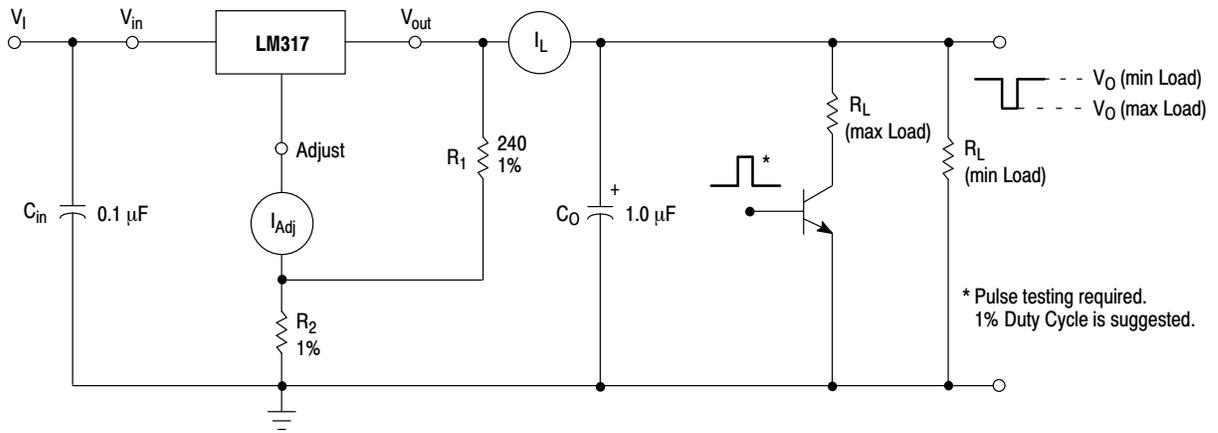 V_I
V_in
LM317
V_out
I_L
V_O (min Load)
V_O (max Load)
R_L
(max Load)
Adjust
R_1
240
1%
*
R_L
(min Load)
C_in
0.1 μF
I_Adj
+
C_O
1.0 μF
R_2
1%
* Pulse testing required.
1% Duty Cycle is suggested.